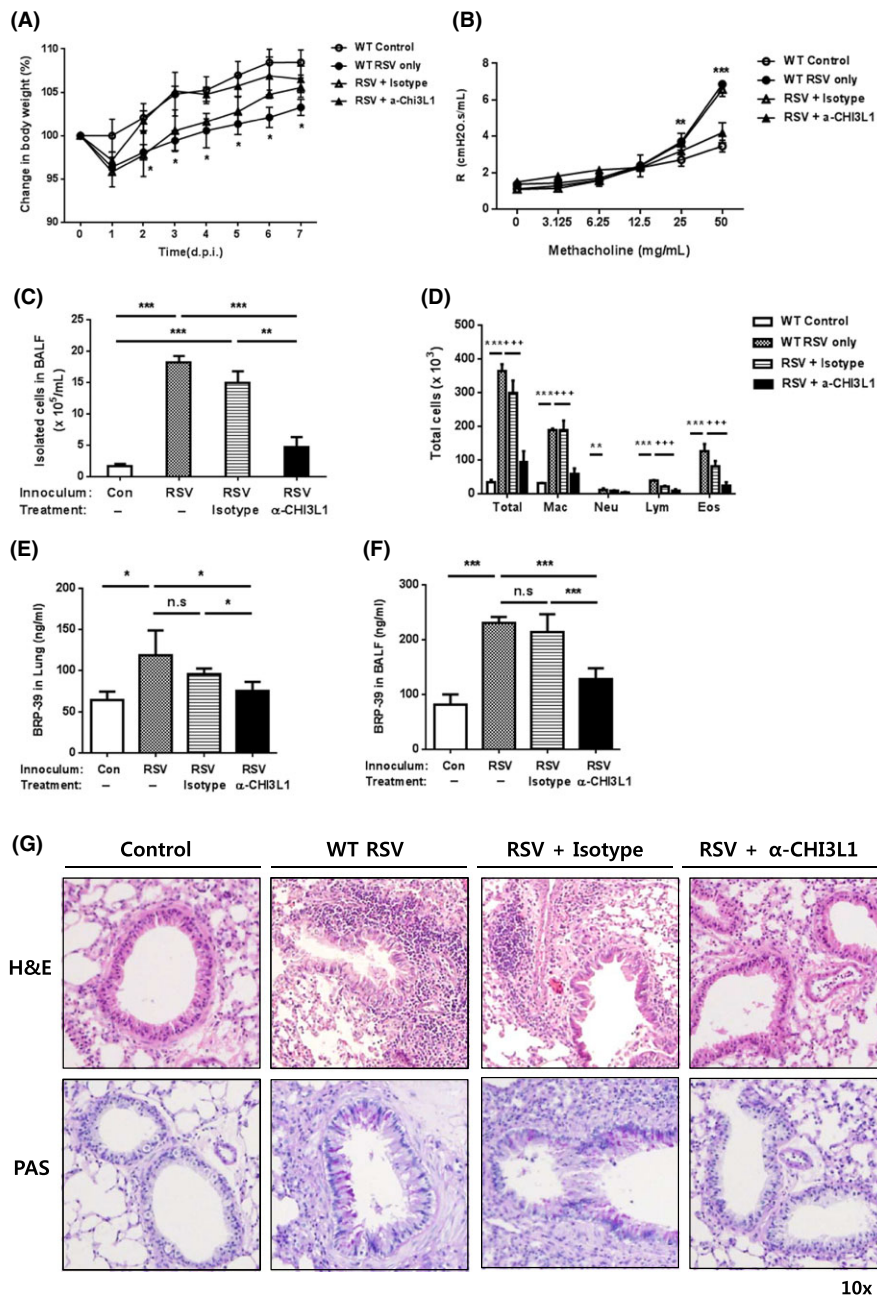 (A)
Change in body weight (%)
110
105
100
95
90
0 1 2 3 4 5 6 7
Time(d.p.i.)
* * * * * *
WT Control
WT RSV only
RSV + Isotype
RSV + a-Chi3L1
(B)
R (cmH2O.s/mL)
8
6
4
2
0
0 3.125 6.25 12.5 25 50
Methacholine (mg/mL)
** ***
WT Control
WT RSV only
RSV + Isotype
RSV + a-CHI3L1
(C)
*** ***
*** **
Isolated cells in BALF
(x 10⁵/mL)
25
20
15
10
5
0
Innoculum: Con RSV RSV RSV
Treatment: – – Isotype α-CHI3L1
(D)
Total cells (x 10³)
500
400
300
200
100
0
***+++ ***+++ ** ***+++ ***+++
Total Mac Neu Lym Eos
WT Control
WT RSV only
RSV + Isotype
RSV + a-CHI3L1
(E)
* *
n.s *
BRP-39 in Lung (ng/ml)
200
150
100
50
0
Innoculum: Con RSV RSV RSV
Treatment: – – Isotype α-CHI3L1
(F)
*** ***
n.s ***
BRP-39 in BALF (ng/ml)
300
200
100
0
Innoculum: Con RSV RSV RSV
Treatment: – – Isotype α-CHI3L1
(G)
Control WT RSV RSV + Isotype RSV + α-CHI3L1
H&E
PAS
10x